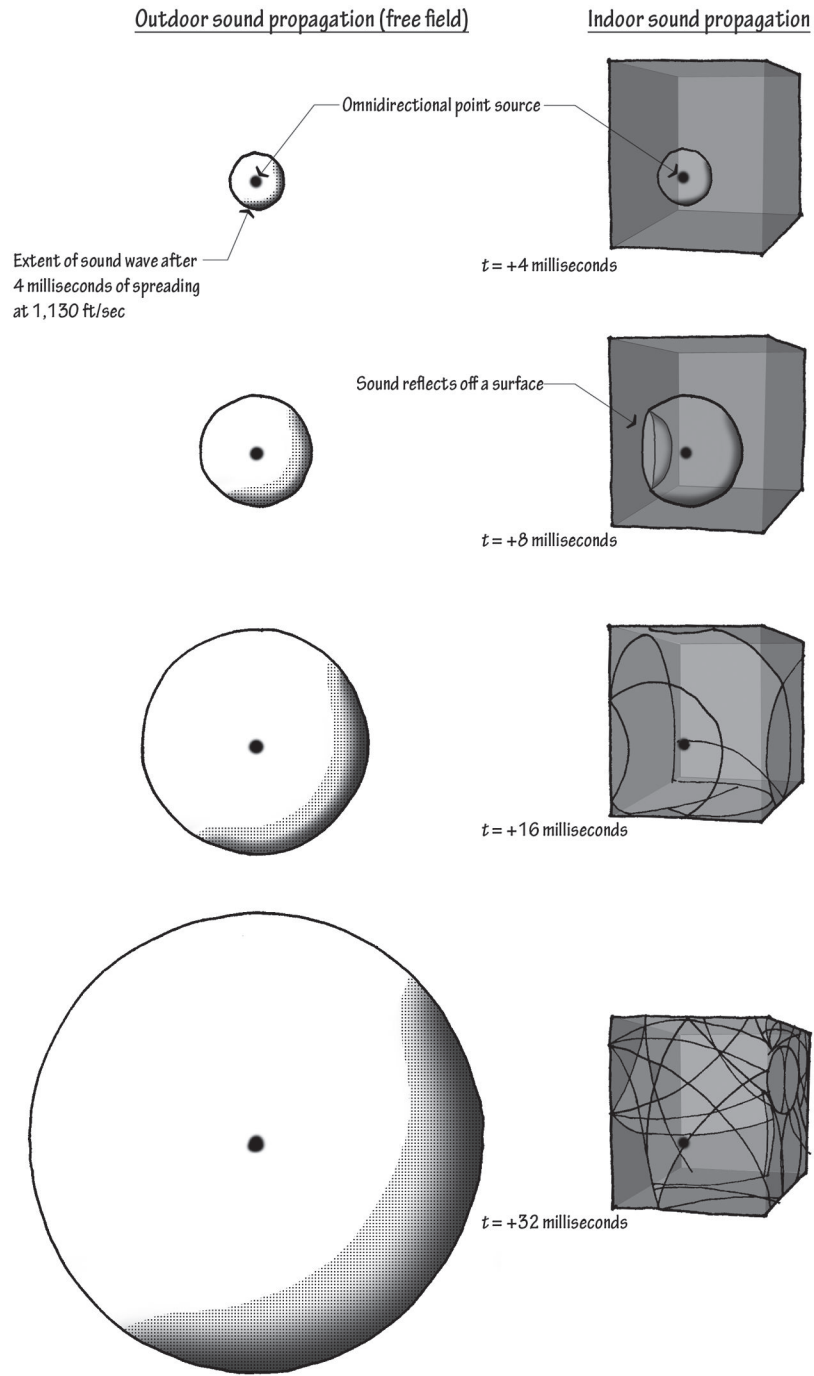 Outdoor sound propagation (free field)
Indoor sound propagation
Omnidirectional point source
Extent of sound wave after
4 milliseconds of spreading
at 1,130 ft/sec
t = +4 milliseconds
Sound reflects off a surface
t = +8 milliseconds
t = +16 milliseconds
t = +32 milliseconds